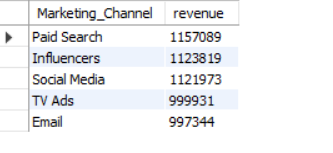 Marketing_Channel revenue
Paid Search 1157089
Influencers 1123819
Social Media 1121973
TV Ads 999931
Email 997344